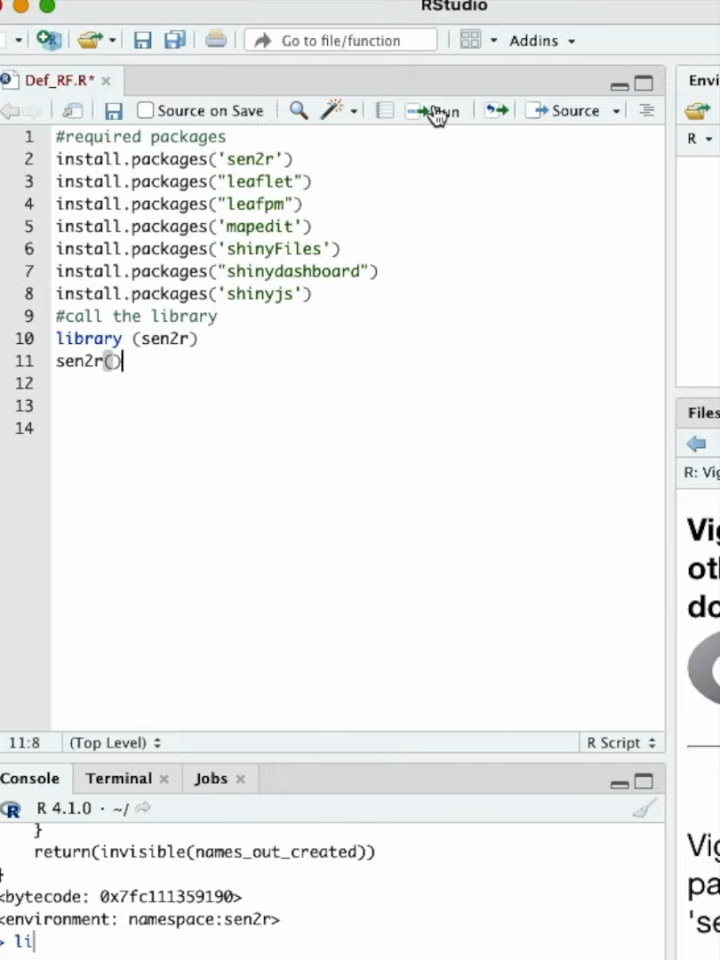 RStudio
Go to file/function
Addins
Def_RF.R*
Source on Save
Run
Source
1 #required packages
2 install.packages('sen2r')
3 install.packages("leaflet")
4 install.packages("leafpm")
5 install.packages('mapedit')
6 install.packages('shinyFiles')
7 install.packages("shinydashboard")
8 install.packages('shinyjs')
9 #call the library
10 library (sen2r)
11 sen2r()
12
13
14
11:8 (Top Level) R Script
Console Terminal Jobs
R 4.1.0 · ~/
}
return(invisible(names_out_created))
}
<bytecode: 0x7fc111359190>
<environment: namespace:sen2r>
> li
Envi
R
Files
R: Vig
Vig
oth
do
Vig
pa
'se